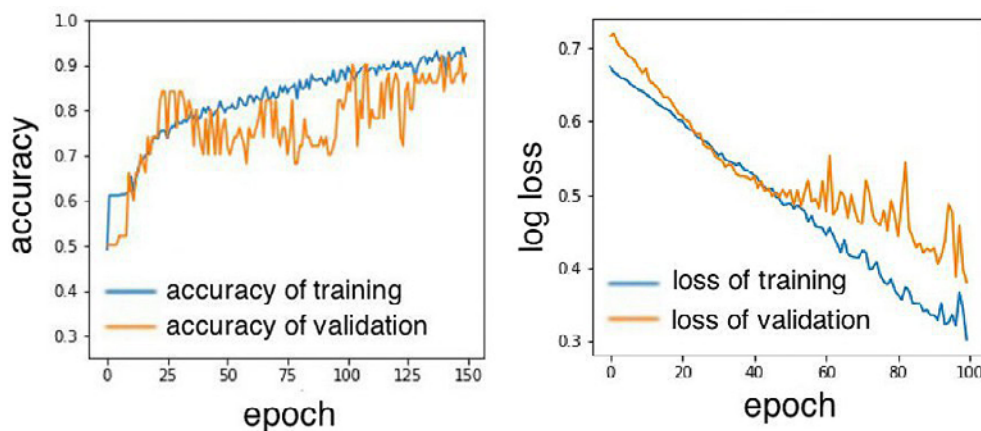 1.0
0.9
0.8
0.7
0.6
0.5
0.4
0.3
accuracy
accuracy of training
accuracy of validation
0 25 50 75 100 125 150
epoch
0.7
0.6
0.5
0.4
0.3
log loss
loss of training
loss of validation
0 20 40 60 80 100
epoch